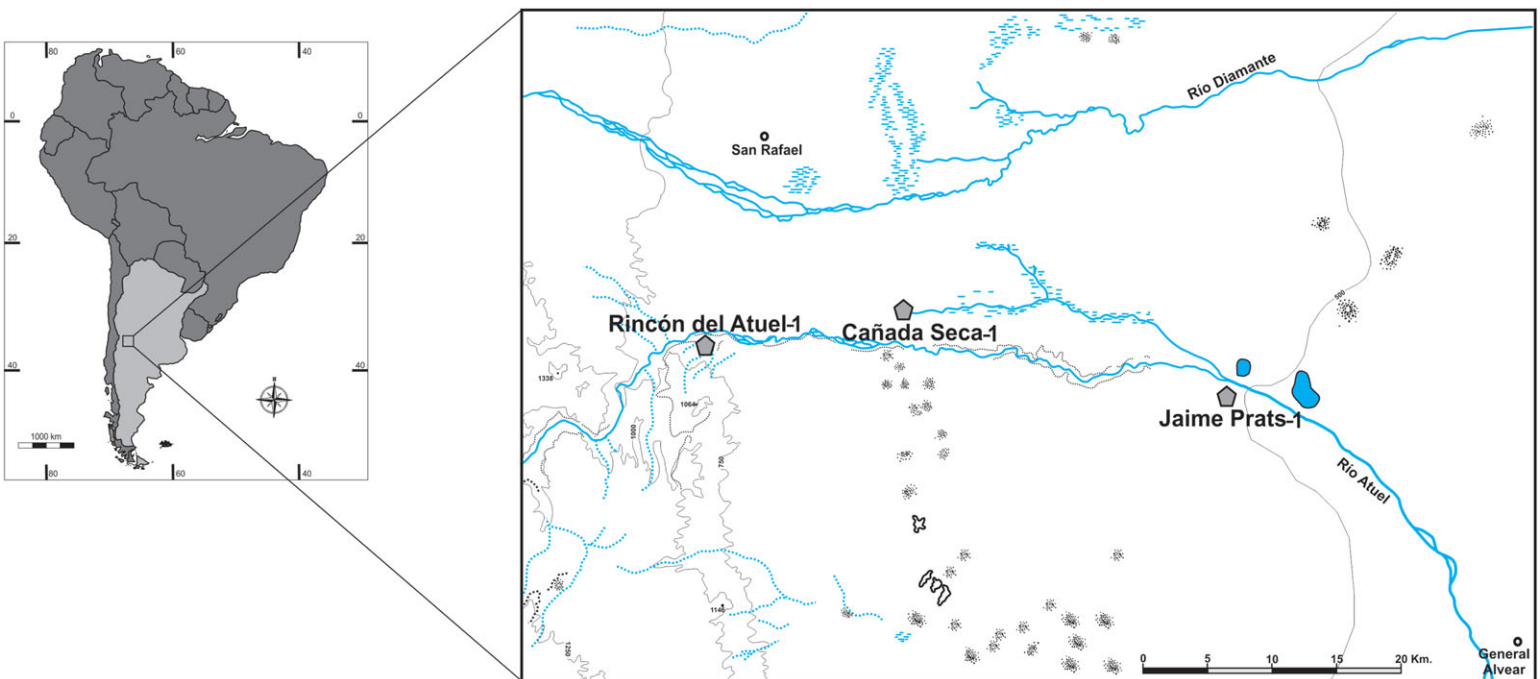 80
60
40
0
0
20
20
40
40
N
1000 km
80
60
40
Río Diamante
San Rafael
500
Rincón del Atuel-1
Cañada Seca-1
1338
1064
1000
750
Jaime Prats-1
Río Atuel
1146
1250
0
5
10
15
20 Km.
General
Alvear